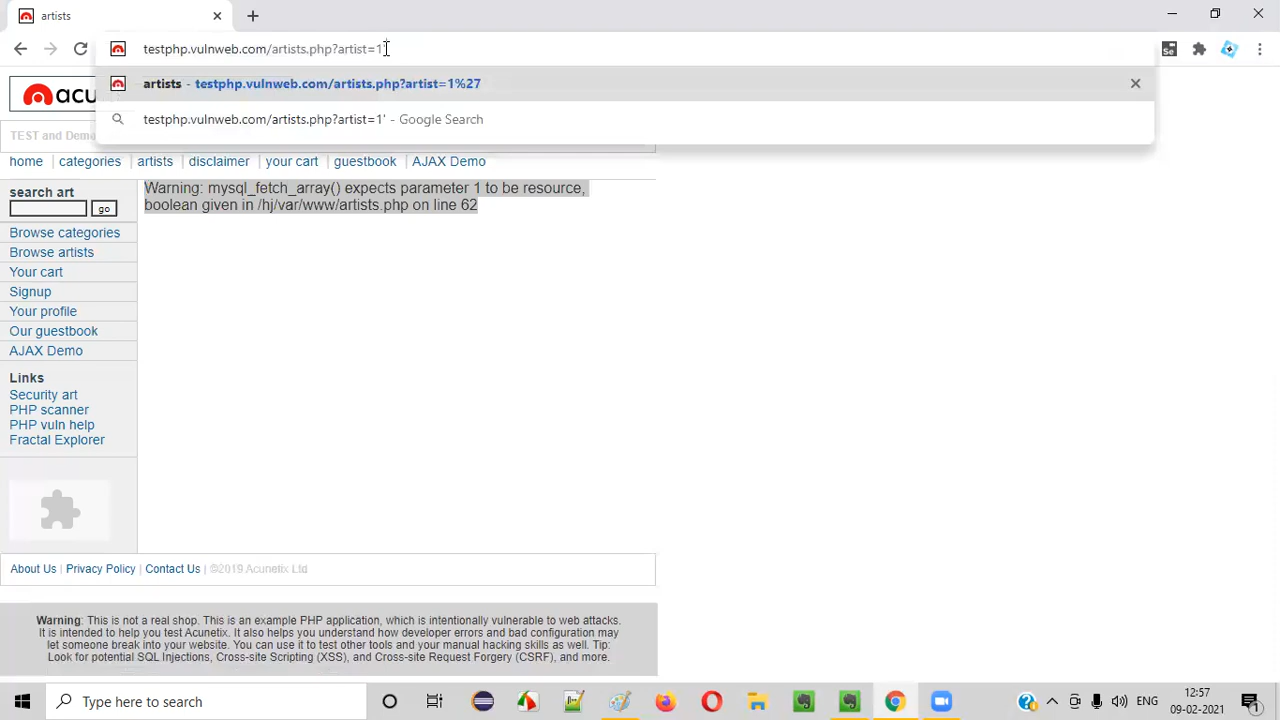 artists
testphp.vulnweb.com/artists.php?artist=1'
Se
artists - testphp.vulnweb.com/artists.php?artist=1%27
testphp.vulnweb.com/artists.php?artist=1' - Google Search
acu
TEST and Demo
home | categories | artists | disclaimer | your cart | guestbook | AJAX Demo
search art
go
Warning: mysql_fetch_array() expects parameter 1 to be resource,
boolean given in /hj/var/www/artists.php on line 62
Browse categories
Browse artists
Your cart
Signup
Your profile
Our guestbook
AJAX Demo
Links
Security art
PHP scanner
PHP vuln help
Fractal Explorer
About Us | Privacy Policy | Contact Us | ©2019 Acunetix Ltd
Warning: This is not a real shop. This is an example PHP application, which is intentionally vulnerable to web attacks.
It is intended to help you test Acunetix. It also helps you understand how developer errors and bad configuration may
let someone break into your website. You can use it to test other tools and your manual hacking skills as well. Tip:
Look for potential SQL Injections, Cross-site Scripting (XSS), and Cross-site Request Forgery (CSRF), and more.
Type here to search
ENG
12:57
09-02-2021